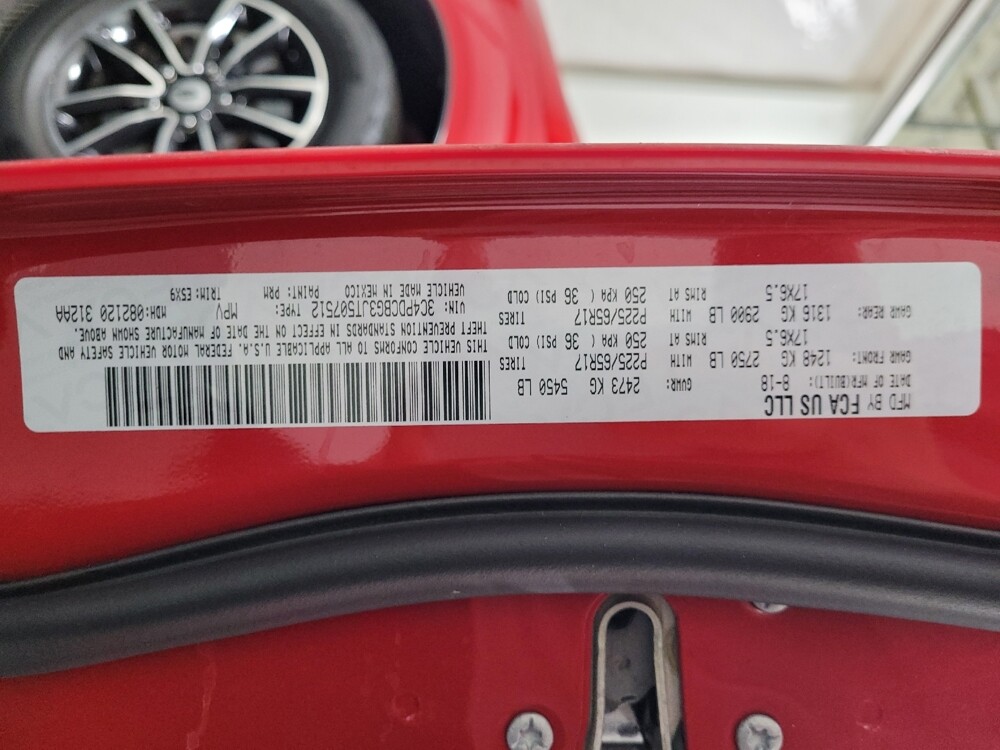 MFD BY FCA US LLC
DATE OF MFR(BUILT): 8-18 GVWR: 2473 KG 5450 LB
GAWR FRONT: 1248 KG 2750 LB WITH P225/65R17 TIRES
17X6.5 RIMS AT 250 KPA ( 36 PSI) COLD
GAWR REAR: 1316 KG 2900 LB WITH P225/65R17 TIRES
17X6.5 RIMS AT 250 KPA ( 36 PSI) COLD
THIS VEHICLE CONFORMS TO ALL APPLICABLE U.S.A. FEDERAL MOTOR VEHICLE SAFETY AND
THEFT PREVENTION STANDARDS IN EFFECT ON THE DATE OF MANUFACTURE SHOWN ABOVE.
VIN: 3C4PDCBG3JT507512 TYPE: MPV MDH:082120 312AA
VEHICLE MADE IN MEXICO PAINT: PRM TRIM: ESX9